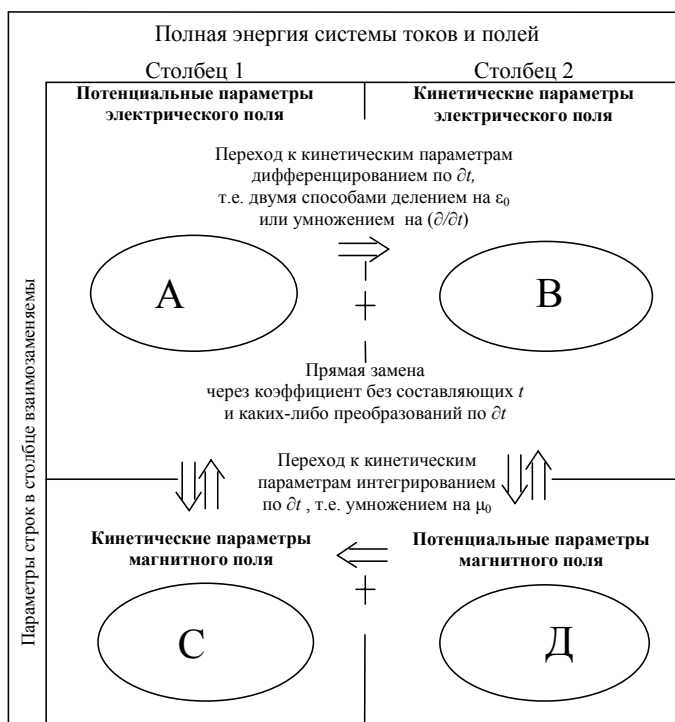 Полная энергия системы токов и полей
Столбец 1
Столбец 2
Потенциальные параметры
электрического поля
Кинетические параметры
электрического поля
Переход к кинетическим параметрам
дифференцированием по ∂t,
т.е. двумя способами делением на ε₀
или умножением на (∂/∂t)
А
В
+
Прямая замена
через коэффициент без составляющих t
и каких-либо преобразований по ∂t
Переход к кинетическим
параметрам интегрированием
по ∂t , т.е. умножением на μ₀
Кинетические параметры
магнитного поля
Потенциальные параметры
магнитного поля
+
С
Д
Параметры строк в столбце взаимозаменяемы